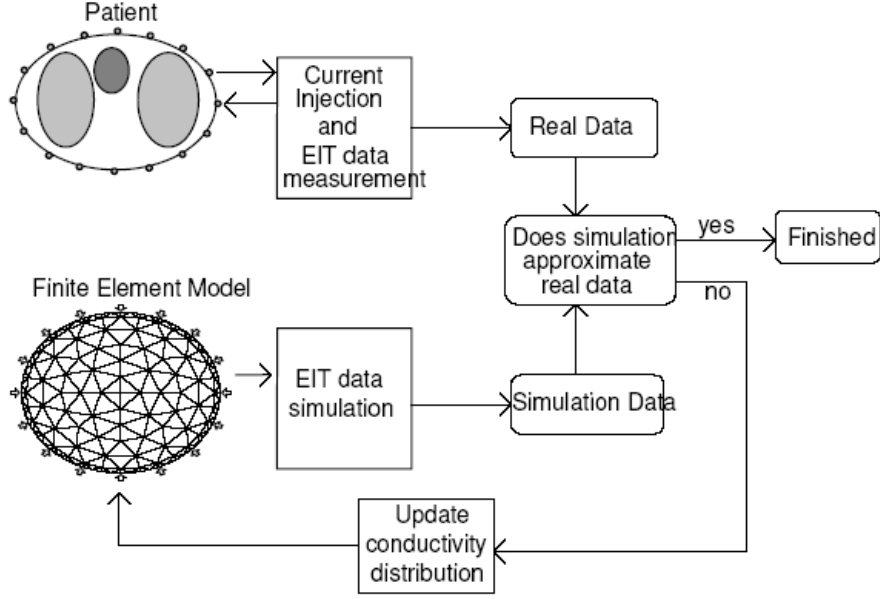 Patient
Current
Injection
and
EIT data
measurement
Real Data
Does simulation
approximate
real data
yes
no
Finished
Finite Element Model
EIT data
simulation
Simulation Data
Update
conductivity
distribution